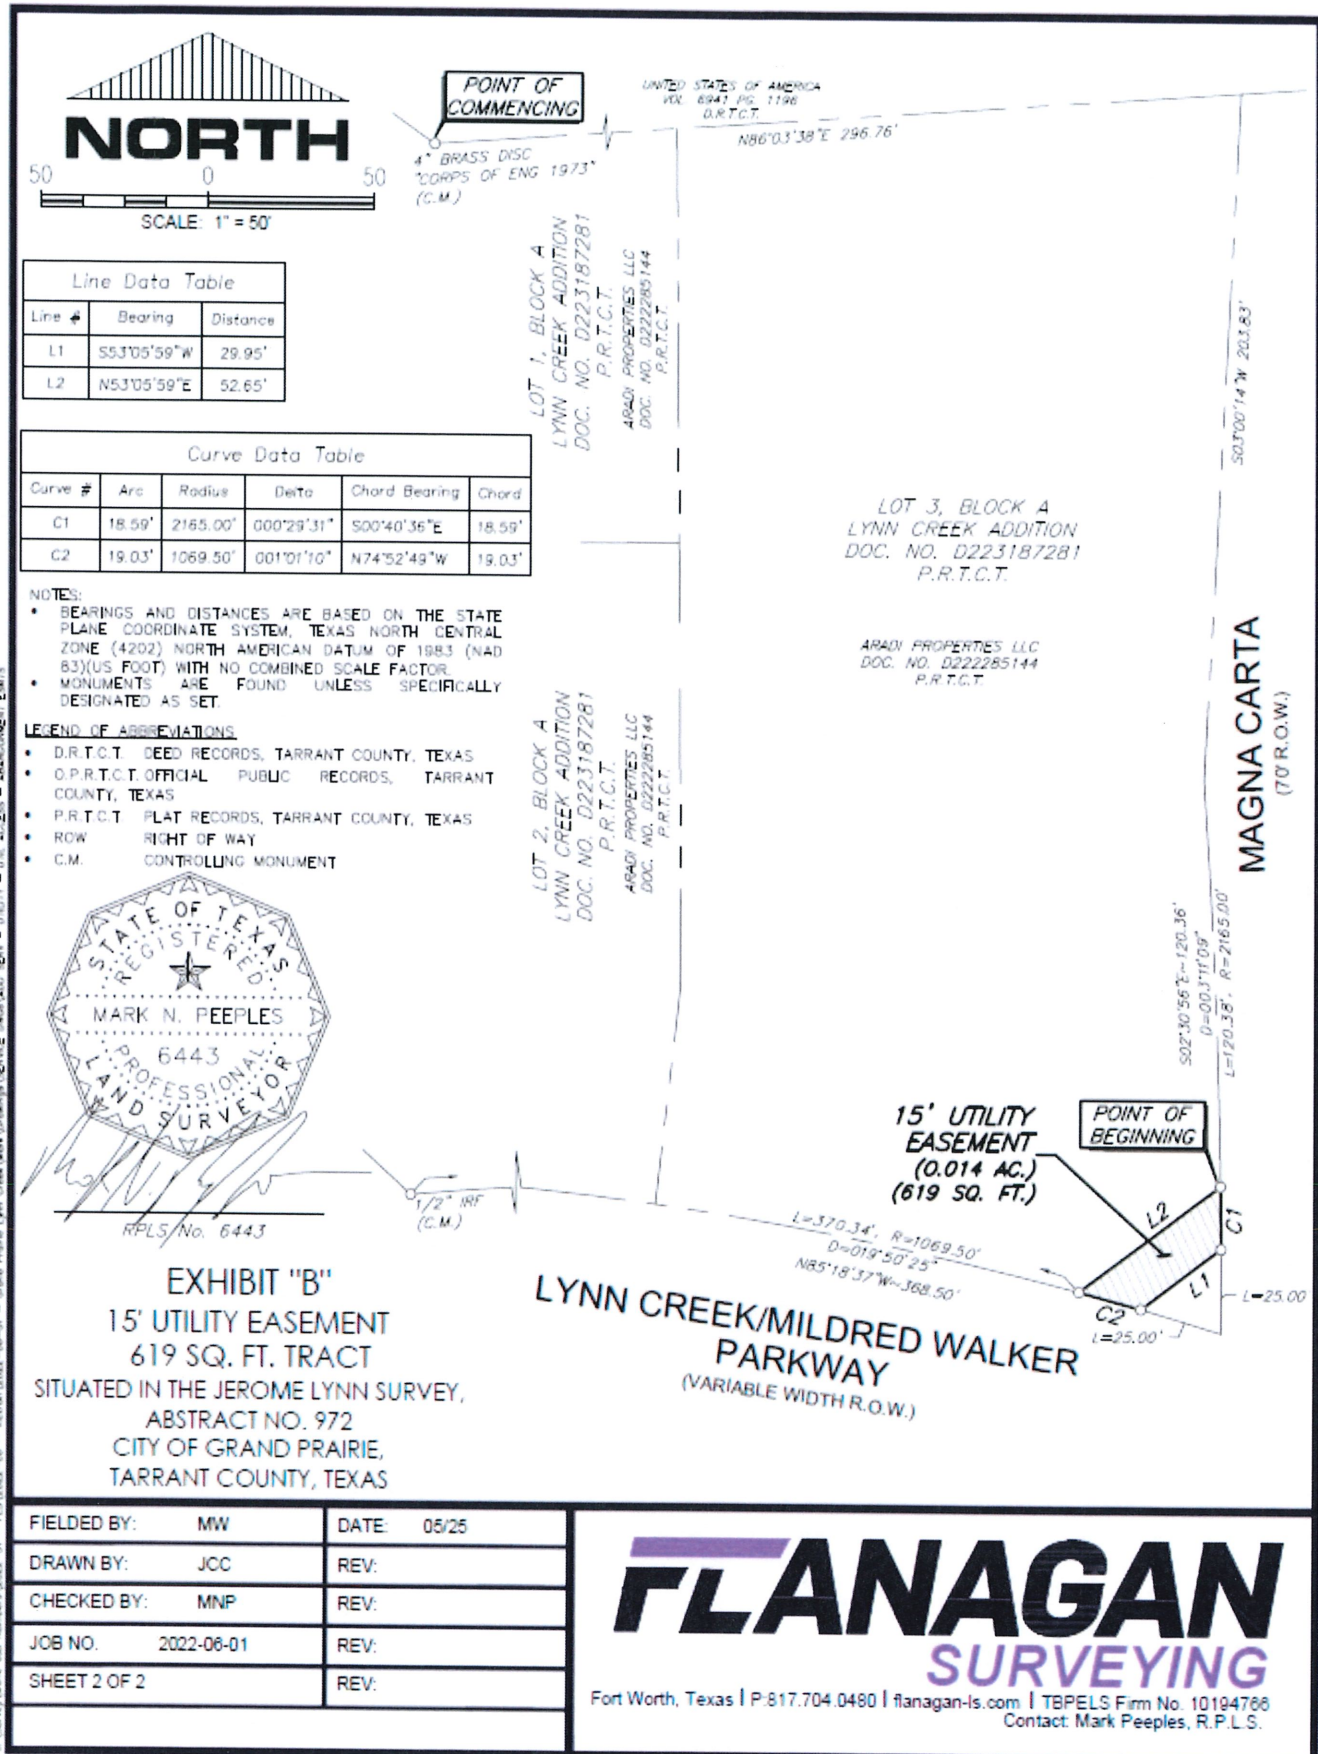 NORTH
50 0 50
SCALE: 1" = 50'
POINT OF
COMMENCING
4" BRASS DISC
"CORPS OF ENG 1973"
(C.M.)
UNITED STATES OF AMERICA
VOL. 6941 PG. 1196
D.R.T.C.T.
N86°03'38"E 296.76'
Line Data Table
Line # Bearing Distance
L1 S53°05'59"W 29.95'
L2 N53°05'59"E 52.65'
Curve Data Table
Curve # Arc Radius Delta Chord Bearing Chord
C1 18.59' 2165.00' 000°29'31" S00°40'36"E 18.59'
C2 19.03' 1069.50' 001°01'10" N74°52'49"W 19.03'
NOTES:
• BEARINGS AND DISTANCES ARE BASED ON THE STATE
PLANE COORDINATE SYSTEM, TEXAS NORTH CENTRAL
ZONE (4202) NORTH AMERICAN DATUM OF 1983 (NAD
83)(US FOOT) WITH NO COMBINED SCALE FACTOR.
• MONUMENTS ARE FOUND UNLESS SPECIFICALLY
DESIGNATED AS SET.
LEGEND OF ABBREVIATIONS
• D.R.T.C.T. DEED RECORDS, TARRANT COUNTY, TEXAS
• O.P.R.T.C.T. OFFICIAL PUBLIC RECORDS, TARRANT
COUNTY, TEXAS
• P.R.T.C.T PLAT RECORDS, TARRANT COUNTY, TEXAS
• ROW RIGHT OF WAY
• C.M. CONTROLLING MONUMENT
LOT 1, BLOCK A
LYNN CREEK ADDITION
DOC. NO. D223187281
P.R.T.C.T.
ARADI PROPERTIES LLC
DOC. NO. D222285144
P.R.T.C.T.
LOT 2, BLOCK A
LYNN CREEK ADDITION
DOC. NO. D223187281
P.R.T.C.T.
ARADI PROPERTIES LLC
DOC. NO. D222285144
P.R.T.C.T.
LOT 3, BLOCK A
LYNN CREEK ADDITION
DOC. NO. D223187281
P.R.T.C.T.
ARADI PROPERTIES LLC
DOC. NO. D222285144
P.R.T.C.T.
S03°00'14"W 203.83'
MAGNA CARTA
(70' R.O.W.)
S02°30'56"E~120.36'
D=003°11'09"
L=120.38', R=2165.00'
STATE OF TEXAS
REGISTERED
MARK N. PEEPLES
6443
PROFESSIONAL
LAND SURVEYOR
RPLS No. 6443
1/2" IRF
(C.M.)
15' UTILITY
EASEMENT
(0.014 AC.)
(619 SQ. FT.)
POINT OF
BEGINNING
L2
C1
L1
C2
L=25.00
L=25.00'
L=370.34', R=1069.50'
D=019°50'25"
N85°18'37"W~368.50'
LYNN CREEK/MILDRED WALKER
PARKWAY
(VARIABLE WIDTH R.O.W.)
EXHIBIT "B"
15' UTILITY EASEMENT
619 SQ. FT. TRACT
SITUATED IN THE JEROME LYNN SURVEY,
ABSTRACT NO. 972
CITY OF GRAND PRAIRIE,
TARRANT COUNTY, TEXAS
FIELDED BY: MW DATE: 05/25
DRAWN BY: JCC REV:
CHECKED BY: MNP REV:
JOB NO. 2022-06-01 REV:
SHEET 2 OF 2 REV:
FLANAGAN
SURVEYING
Fort Worth, Texas | P:817.704.0480 | flanagan-ls.com | TBPELS Firm No. 10194766
Contact: Mark Peeples, R.P.L.S.